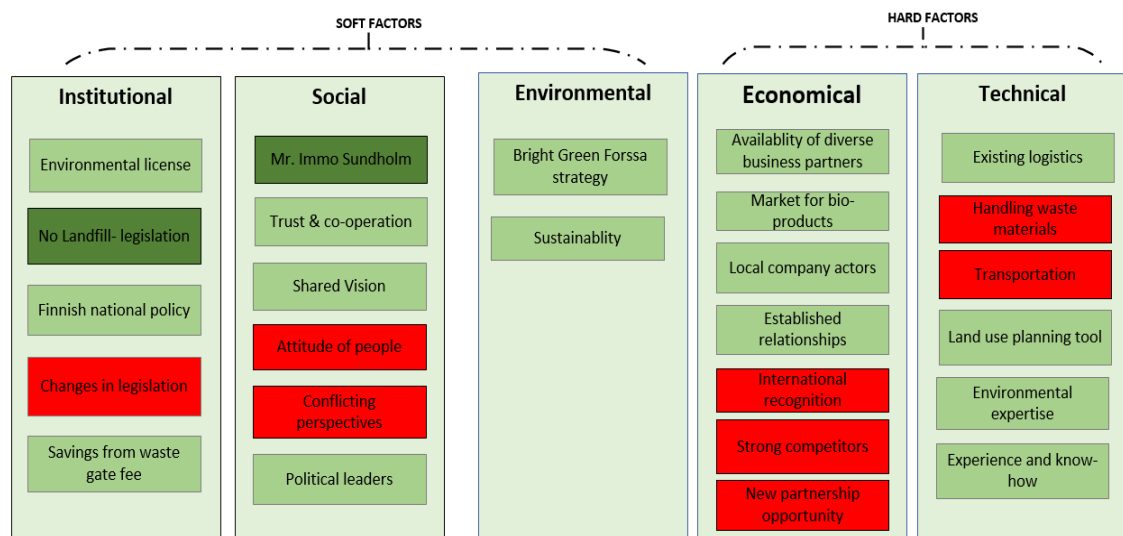 SOFT FACTORS
HARD FACTORS
Institutional
Environmental license
No Landfill- legislation
Finnish national policy
Changes in legislation
Savings from waste
gate fee
Social
Mr. Immo Sundholm
Trust & co-operation
Shared Vision
Attitude of people
Conflicting
perspectives
Political leaders
Environmental
Bright Green Forssa
strategy
Sustainablity
Economical
Availablity of diverse
business partners
Market for bio-
products
Local company actors
Established
relationships
International
recognition
Strong competitors
New partnership
opportunity
Technical
Existing logistics
Handling waste
materials
Transportation
Land use planning tool
Environmental
expertise
Experience and know-
how